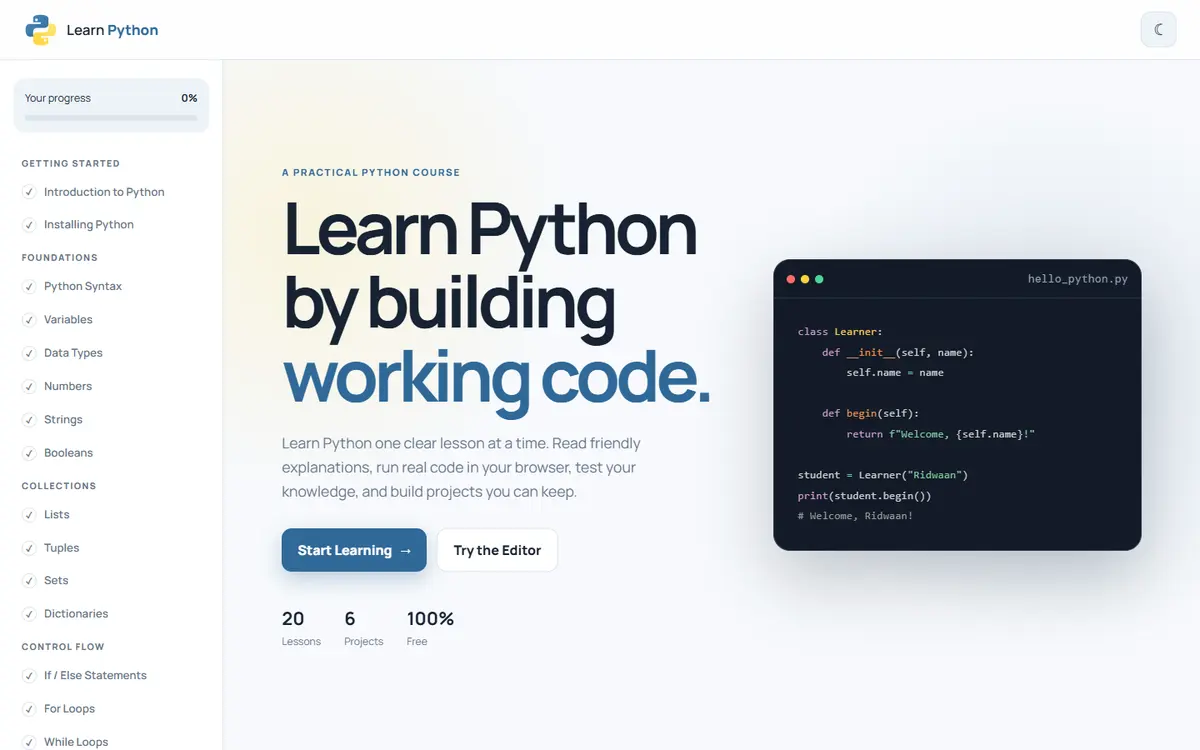 Learn Python
☾
Your progress 0%
GETTING STARTED
✓ Introduction to Python
✓ Installing Python
FOUNDATIONS
✓ Python Syntax
✓ Variables
✓ Data Types
✓ Numbers
✓ Strings
✓ Booleans
COLLECTIONS
✓ Lists
✓ Tuples
✓ Sets
✓ Dictionaries
CONTROL FLOW
✓ If / Else Statements
✓ For Loops
✓ While Loops
A PRACTICAL PYTHON COURSE
Learn Python
by building
working code.
Learn Python one clear lesson at a time. Read friendly
explanations, run real code in your browser, test your
knowledge, and build projects you can keep.
Start Learning →
Try the Editor
20 Lessons
6 Projects
100% Free
hello_python.py
class Learner:
    def __init__(self, name):
        self.name = name

    def begin(self):
        return f"Welcome, {self.name}!"

student = Learner("Ridwaan")
print(student.begin())
# Welcome, Ridwaan!